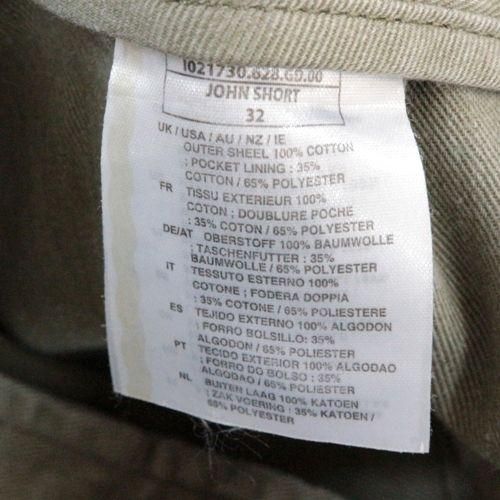 I021730.828.GD.00
JOHN SHORT
32
UK / USA / AU / NZ / IE
OUTER SHEEL 100% COTTON
; POCKET LINING : 35%
COTTON / 65% POLYESTER
FR TISSU EXTERIEUR 100%
COTON ; DOUBLURE POCHE
: 35% COTON / 65% POLYESTER
DE/AT OBERSTOFF 100% BAUMWOLLE
; TASCHENFUTTER : 35%
BAUMWOLLE / 65% POLYESTER
IT TESSUTO ESTERNO 100%
COTONE ; FODERA DOPPIA
: 35% COTONE / 65% POLIESTERE
ES TEJIDO EXTERNO 100% ALGODON
; FORRO BOLSILLO: 35%
ALGODON / 65% POLIESTER
PT TECIDO EXTERIOR 100% ALGODAO
; FORRO DO BOLSO : 35%
ALGODAO / 65% POLIESTER
NL BUITEN LAAG 100% KATOEN
; ZAK VOERING : 35% KATOEN /
65% POLYESTER